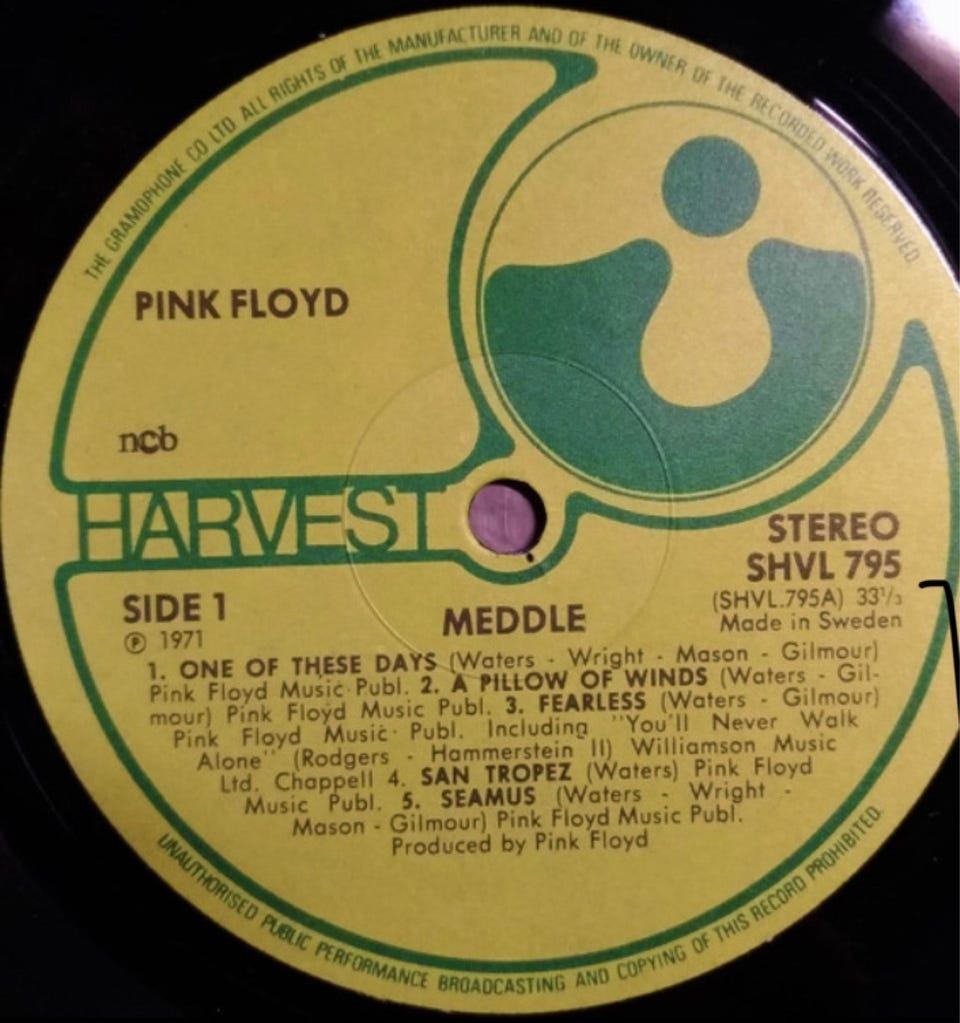 THE GRAMOPHONE CO LTD ALL RIGHTS OF THE MANUFACTURER AND OF THE OWNER OF THE RECORDED WORK RESERVED
PINK FLOYD
ncb
HARVEST
STEREO
SHVL 795
(SHVL.795A) 33⅓
Made in Sweden
SIDE 1
℗ 1971
MEDDLE
1. ONE OF THESE DAYS (Waters - Wright - Mason - Gilmour)
Pink Floyd Music Publ. 2. A PILLOW OF WINDS (Waters - Gil-
mour) Pink Floyd Music Publ. 3. FEARLESS (Waters - Gilmour)
Pink Floyd Music Publ. Including "You'll Never Walk
Alone" (Rodgers - Hammerstein II) Williamson Music
Ltd. Chappell 4. SAN TROPEZ (Waters) Pink Floyd
Music Publ. 5. SEAMUS (Waters - Wright -
Mason - Gilmour) Pink Floyd Music Publ.
Produced by Pink Floyd
UNAUTHORISED PUBLIC PERFORMANCE BROADCASTING AND COPYING OF THIS RECORD PROHIBITED.